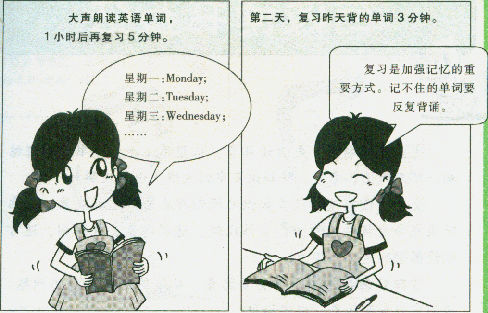 大声朗读英语单词，
1小时后再复习5分钟。
星期一:Monday;
星期二:Tuesday;
星期三:Wednesday;
……
第二天，复习昨天背的单词3分钟。
复习是加强记忆的重
要方式。记不住的单词要
反复背诵。